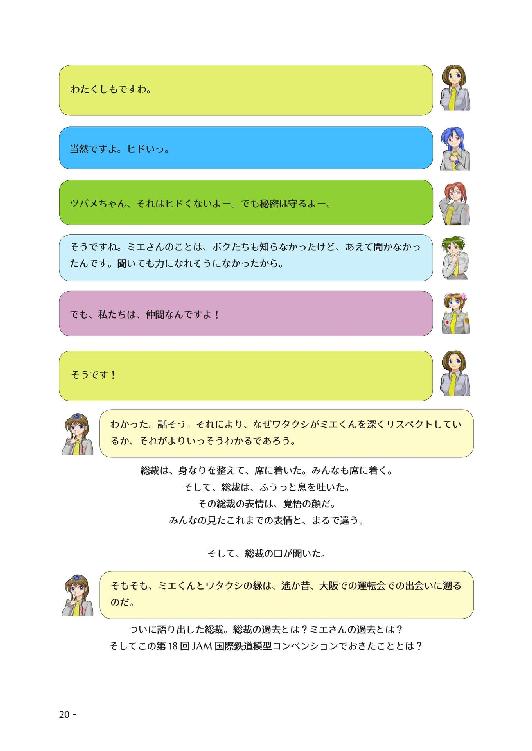 わたくしもですわ。
当然ですよ。ヒドいっ。
ツバメちゃん、それはヒドくないよー。でも秘密は守るよー。
そうですね。ミエさんのことは、ボクたちも知らなかったけど、あえて聞かなかっ
たんです。聞いても力になれそうになかったから。
でも、私たちは、仲間なんですよ！
そうです！
わかった。話そう。それにより、なぜワタクシがミエくんを深くリスペクトしてい
るか、それがよりいっそうわかるであろう。
総裁は、身なりを整えて、席に着いた。みんなも席に着く。
そして、総裁は、ふうっと息を吐いた。
その総裁の表情は、覚悟の顔だ。
みんなの見たこれまでの表情と、まるで違う。
そして、総裁の口が開いた。
そもそも、ミエくんとワタクシの縁は、遥か昔、大阪での運転会での出会いに遡る
のだ。
ついに語り出した総裁。総裁の過去とは？ミエさんの過去とは？
そしてこの第18回JAM国際鉄道模型コンベンションでおきたこととは？
20 -